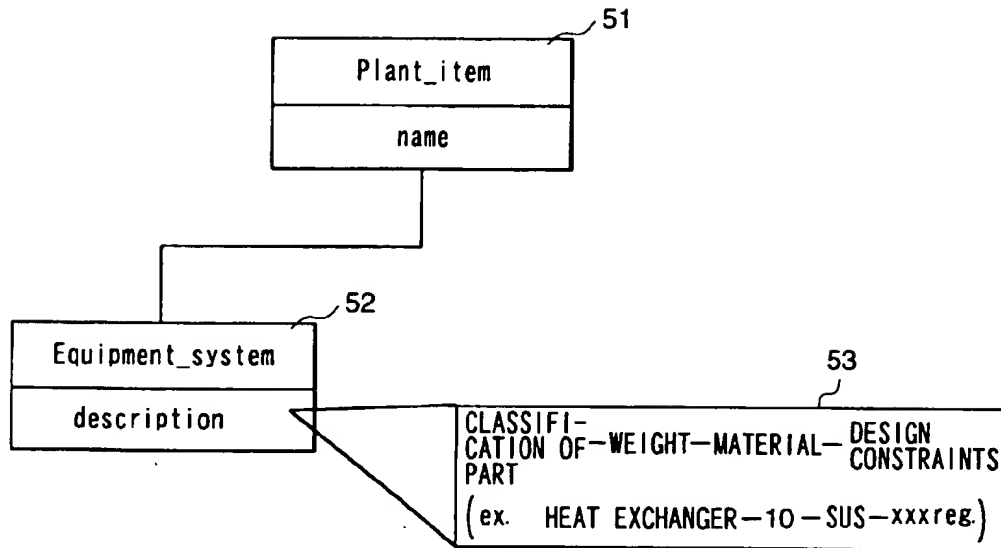 51
Plant_item
name
52
Equipment_system
description
53
CLASSIFI-
CATION OF-WEIGHT-MATERIAL-DESIGN
PART CONSTRAINTS
(ex. HEAT EXCHANGER-10-SUS-xxxreg.)